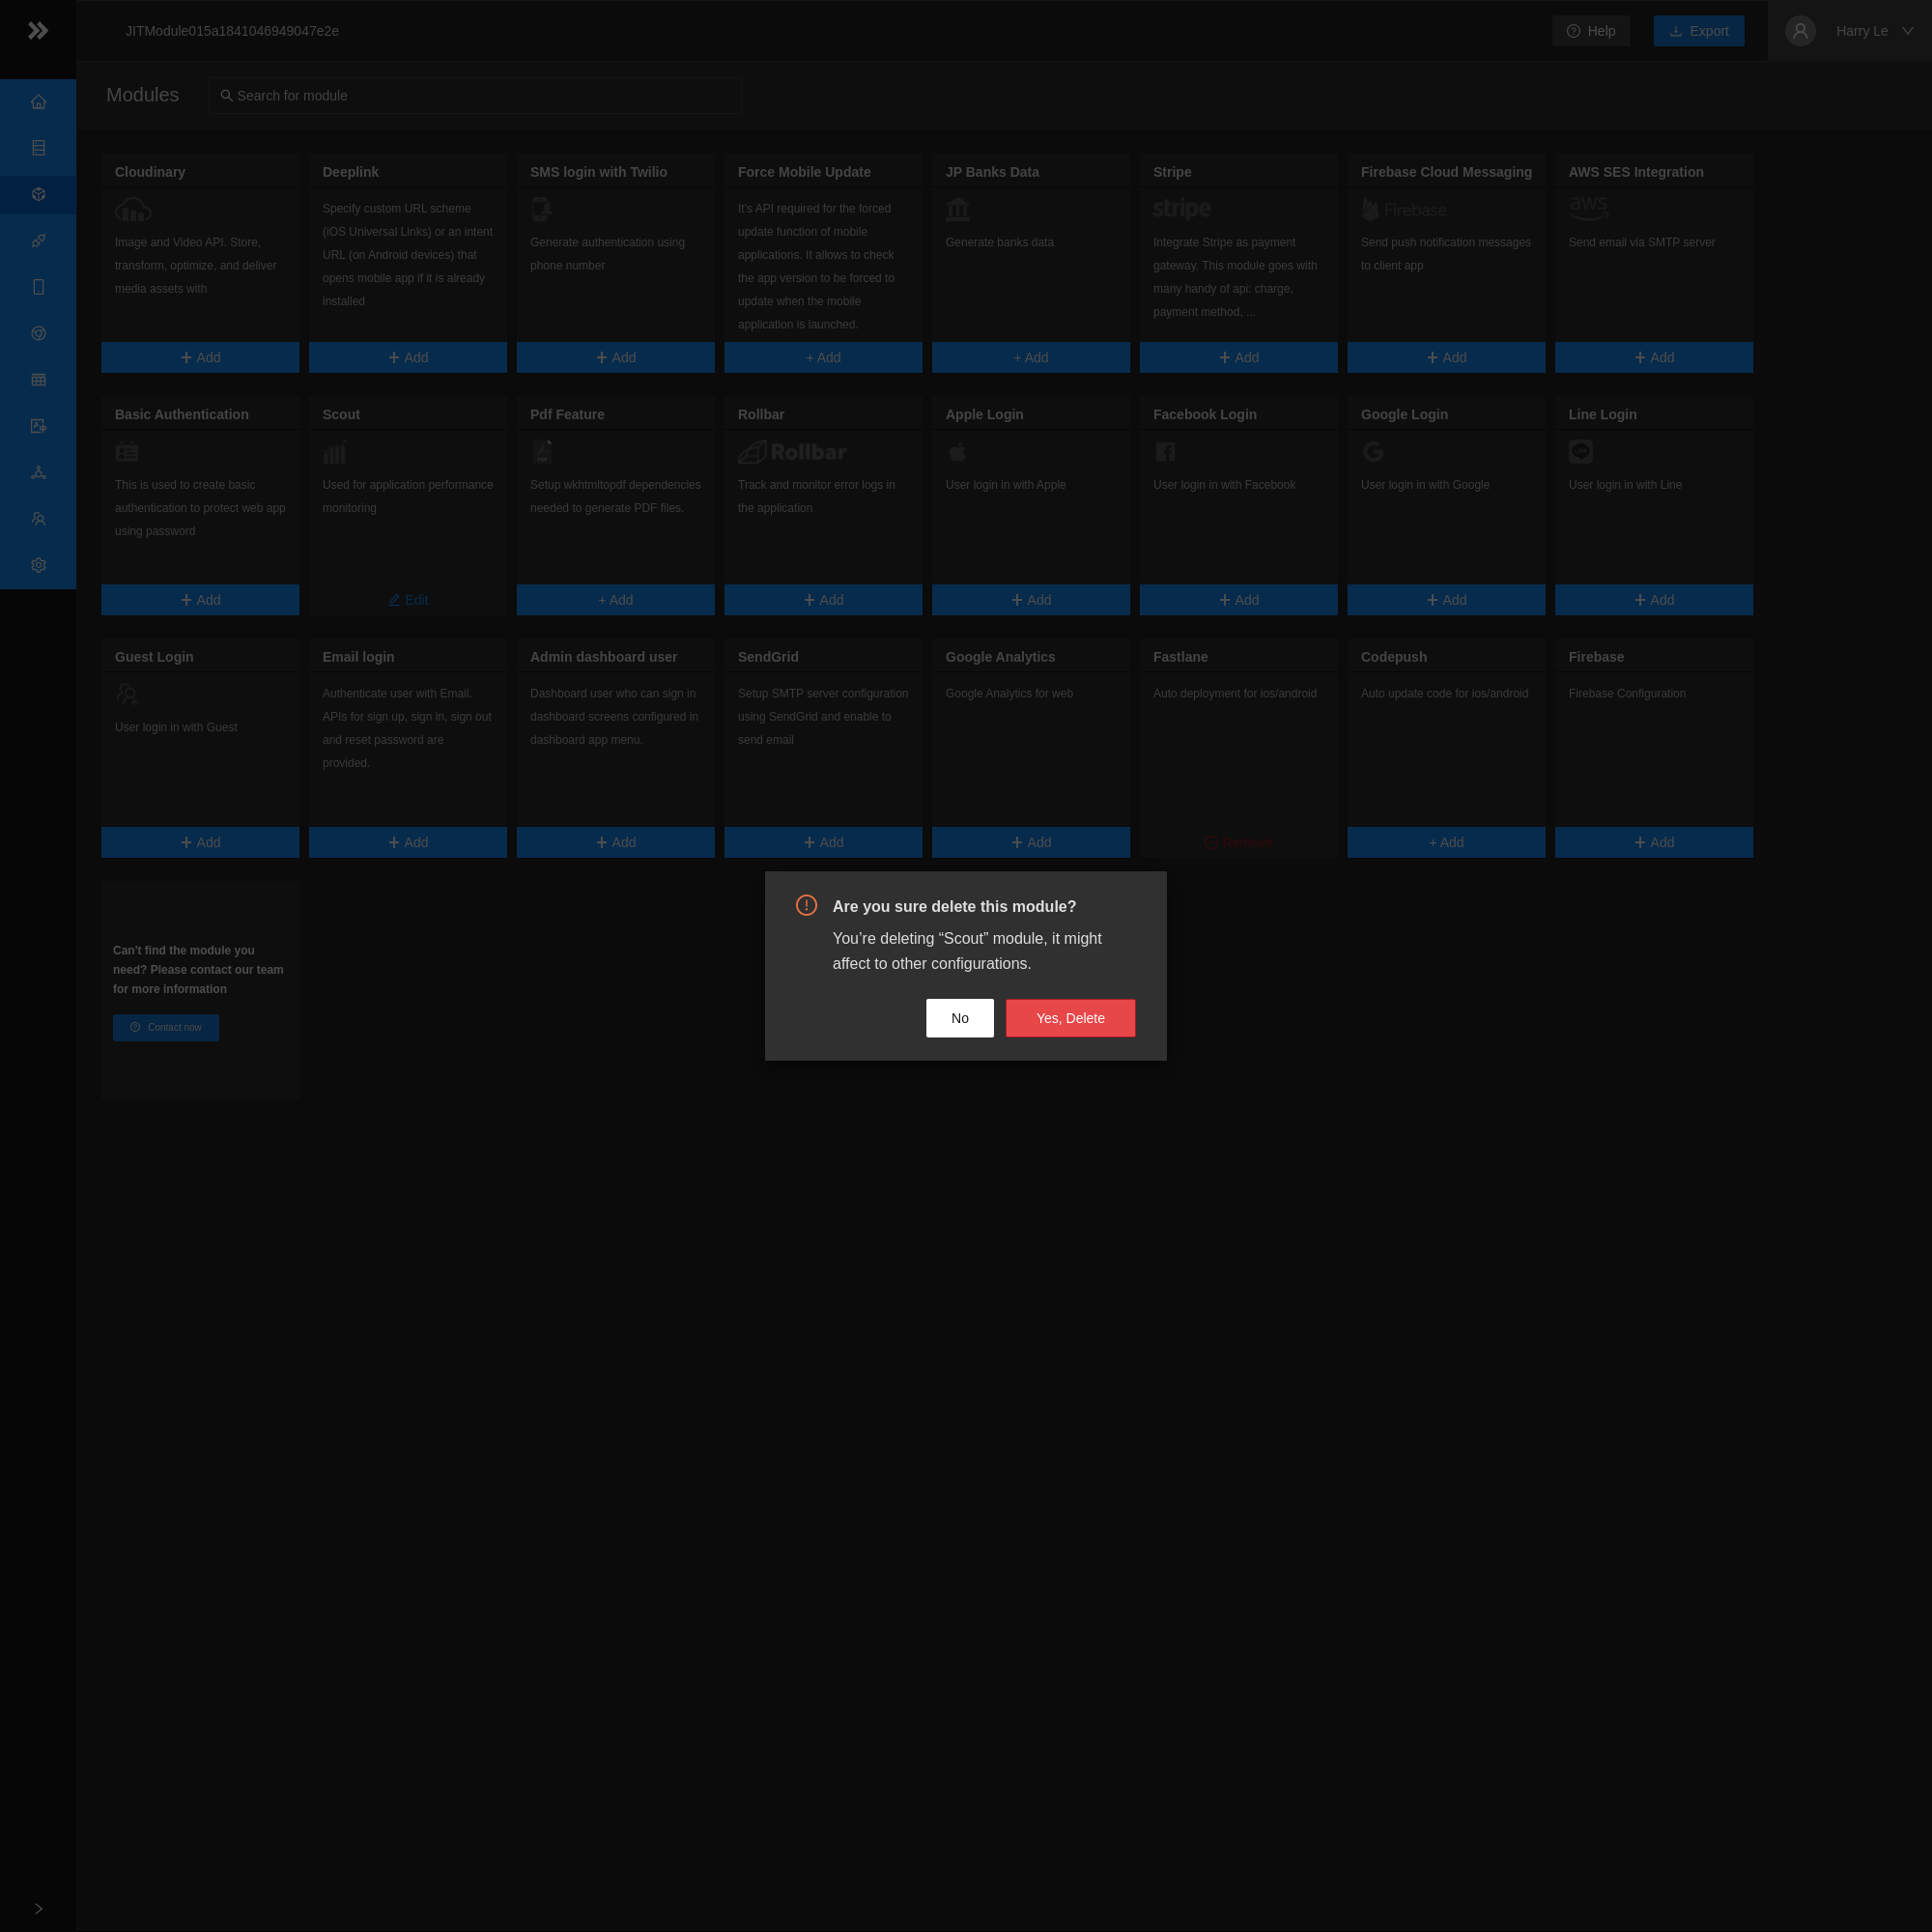 JITModule015a1841046949047e2e
Help
Export
Harry Le
Modules
Search for module
Cloudinary
Image and Video API. Store,
transform, optimize, and deliver
media assets with
Add
Deeplink
Specify custom URL scheme
(iOS Universal Links) or an intent
URL (on Android devices) that
opens mobile app if it is already
installed
Add
SMS login with Twilio
Generate authentication using
phone number
Add
Force Mobile Update
It's API required for the forced
update function of mobile
applications. It allows to check
the app version to be forced to
update when the mobile
application is launched.
+ Add
JP Banks Data
Generate banks data
+ Add
Stripe
stripe
Integrate Stripe as payment
gateway. This module goes with
many handy of api: charge,
payment method, ...
Add
Firebase Cloud Messaging
Firebase
Send push notification messages
to client app
Add
AWS SES Integration
aws
Send email via SMTP server
Add
Basic Authentication
This is used to create basic
authentication to protect web app
using password
Add
Scout
Used for application performance
monitoring
Edit
Pdf Feature
PDF
Setup wkhtmltopdf dependencies
needed to generate PDF files.
+ Add
Rollbar
Rollbar
Track and monitor error logs in
the application
Add
Apple Login
User login in with Apple
Add
Facebook Login
User login in with Facebook
Add
Google Login
User login in with Google
Add
Line Login
LINE
User login in with Line
Add
Guest Login
User login in with Guest
Add
Email login
Authenticate user with Email.
APIs for sign up, sign in, sign out
and reset password are
provided.
Add
Admin dashboard user
Dashboard user who can sign in
dashboard screens configured in
dashboard app menu.
Add
SendGrid
Setup SMTP server configuration
using SendGrid and enable to
send email
Add
Google Analytics
Google Analytics for web
Add
Fastlane
Auto deployment for ios/android
Remove
Codepush
Auto update code for ios/android
+ Add
Firebase
Firebase Configuration
Add
Can't find the module you
need? Please contact our team
for more information
Contact now
Are you sure delete this module?
You’re deleting “Scout” module, it might
affect to other configurations.
No
Yes, Delete